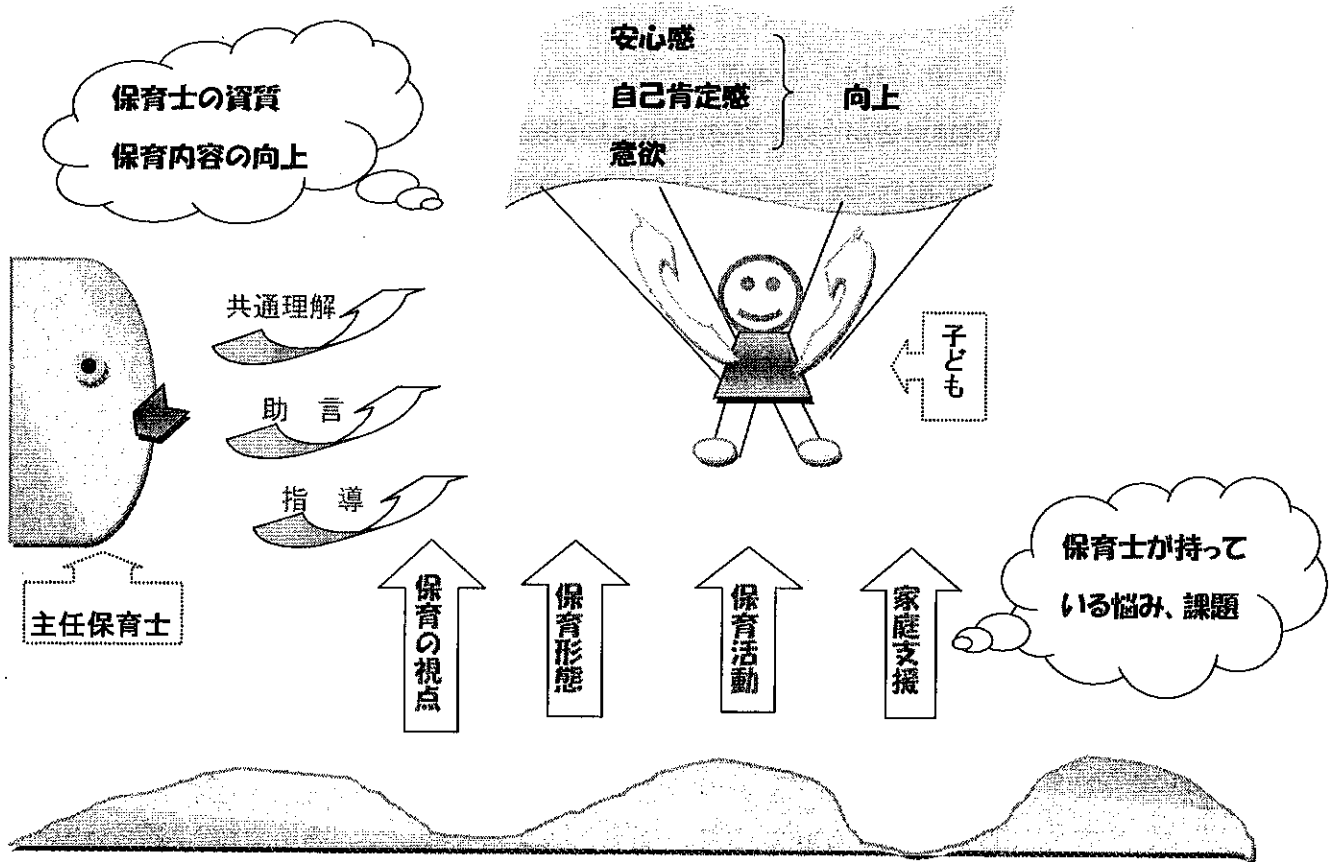 保育士の資質
保育内容の向上
安心感
自己肯定感
意欲
向上
共通理解
助言
指導
主任保育士
子ども
保育の視点
保育形態
保育活動
家庭支援
保育士が持って
いる悩み、課題